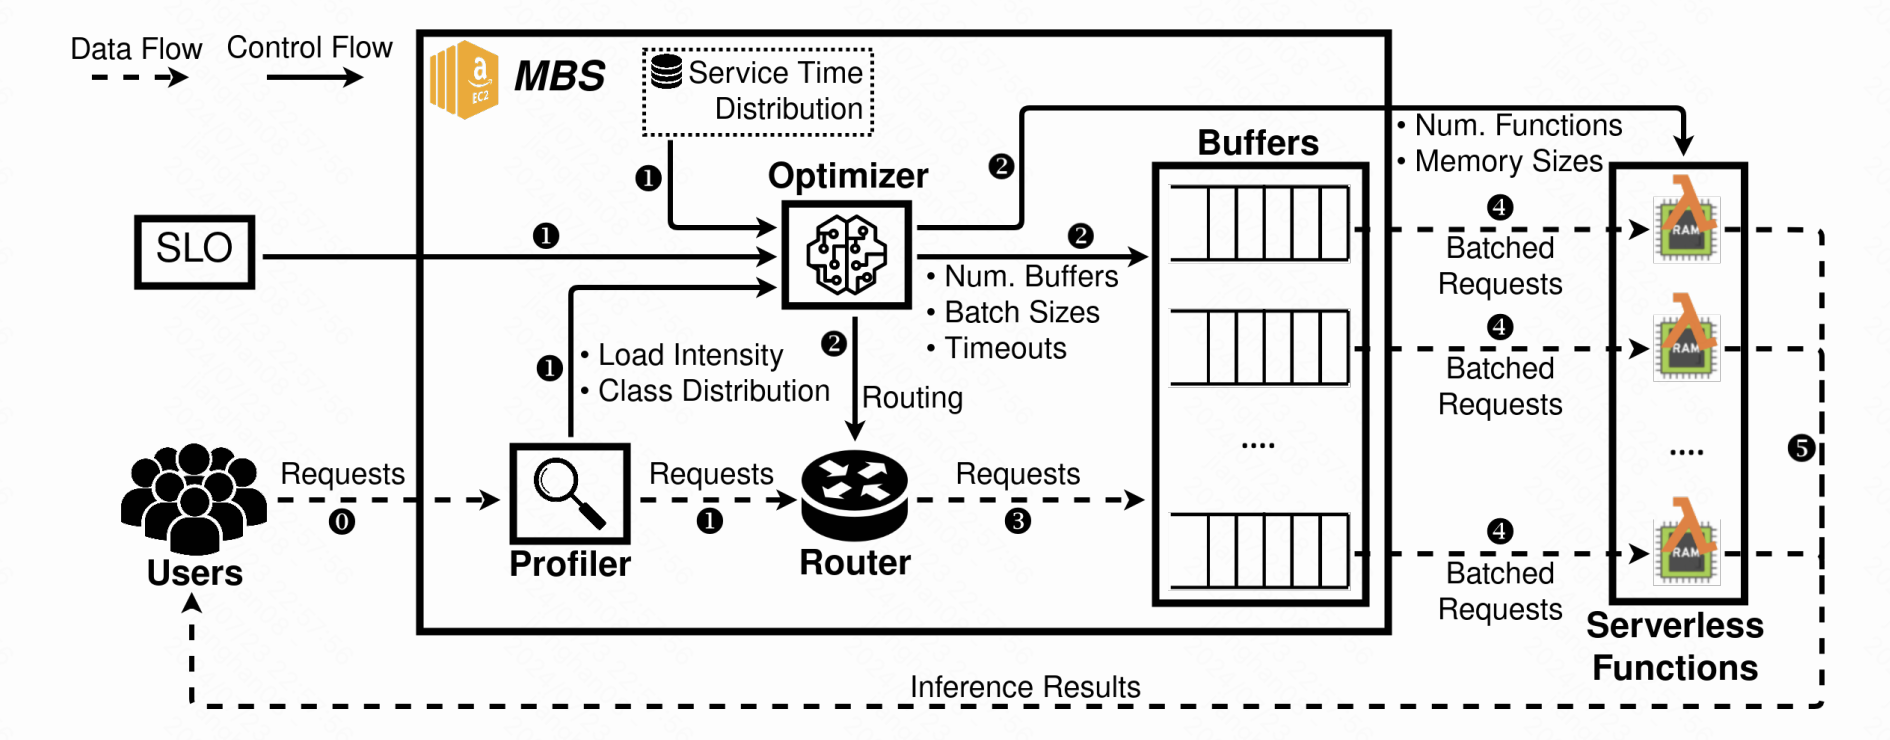 Data Flow
Control Flow
a
EC2
MBS
Service Time
Distribution
❶
Optimizer
❷
Buffers
• Num. Functions
• Memory Sizes
SLO
❶
❷
• Num. Buffers
• Batch Sizes
• Timeouts
❶
• Load Intensity
• Class Distribution
❷
Routing
❹
Batched
Requests
❹
Batched
Requests
....
❹
Batched
Requests
RAM
RAM
....
RAM
❺
Requests
⓿
Users
Profiler
Requests
❶
Router
Requests
❸
Serverless
Functions
Inference Results